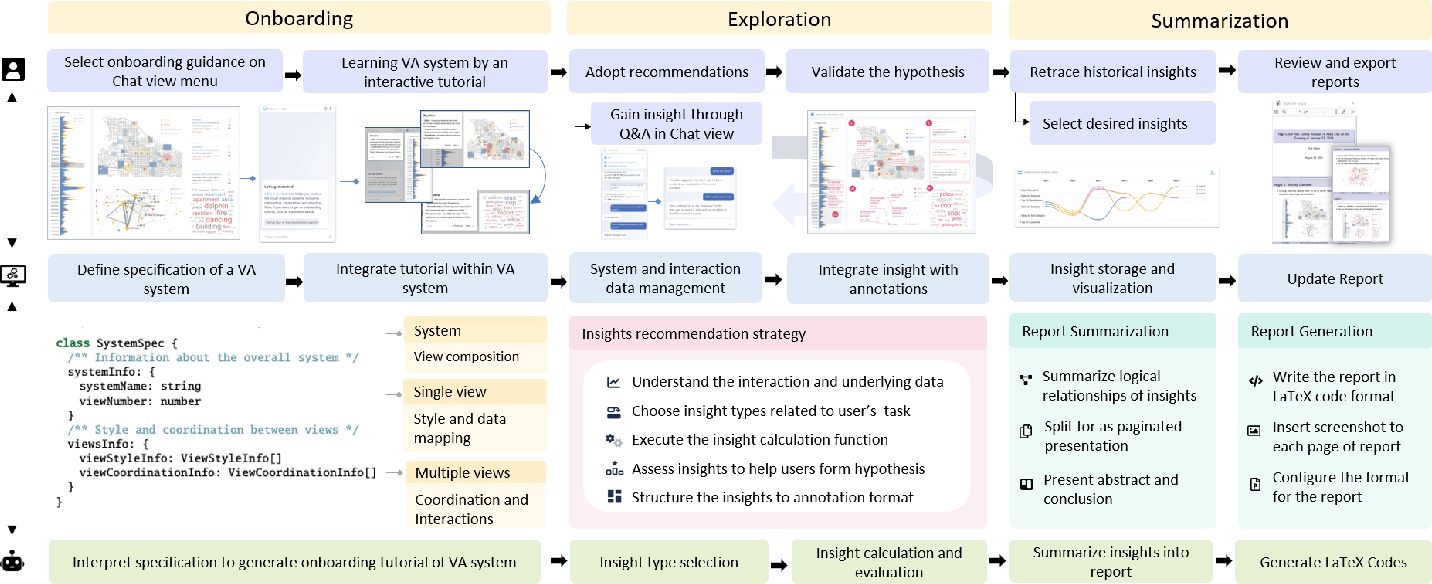 Onboarding
Exploration
Summarization
Select onboarding guidance on
Chat view menu
Learning VA system by an
interactive tutorial
Adopt recommendations
Validate the hypothesis
Retrace historical insights
Review and export
reports
Gain insight through
Q&A in Chat view
Select desired insights
Define specification of a VA
system
Integrate tutorial within VA
system
System and interaction
data management
Integrate insight with
annotations
Insight storage and
visualization
Update Report
class SystemSpec {
/** Information about the overall system */
systemInfo: {
systemName: string
viewNumber: number
}
/** Style and coordination between views */
viewsInfo: {
viewStyleInfo: ViewStyleInfo[]
viewCoordinationInfo: ViewCoordinationInfo[]
}
}
System
View composition
Single view
Style and data
mapping
Multiple views
Coordination and
Interactions
Insights recommendation strategy
Understand the interaction and underlying data
Choose insight types related to user's task
Execute the insight calculation function
Assess insights to help users form hypothesis
Structure the insights to annotation format
Report Summarization
Summarize logical
relationships of insights
Split for as paginated
presentation
Present abstract and
conclusion
Report Generation
Write the report in
LaTeX code format
Insert screenshot to
each page of report
Configure the format
for the report
Interpret specification to generate onboarding tutorial of VA system
Insight type selection
Insight calculation and
evaluation
Summarize insights into
report
Generate LaTeX Codes